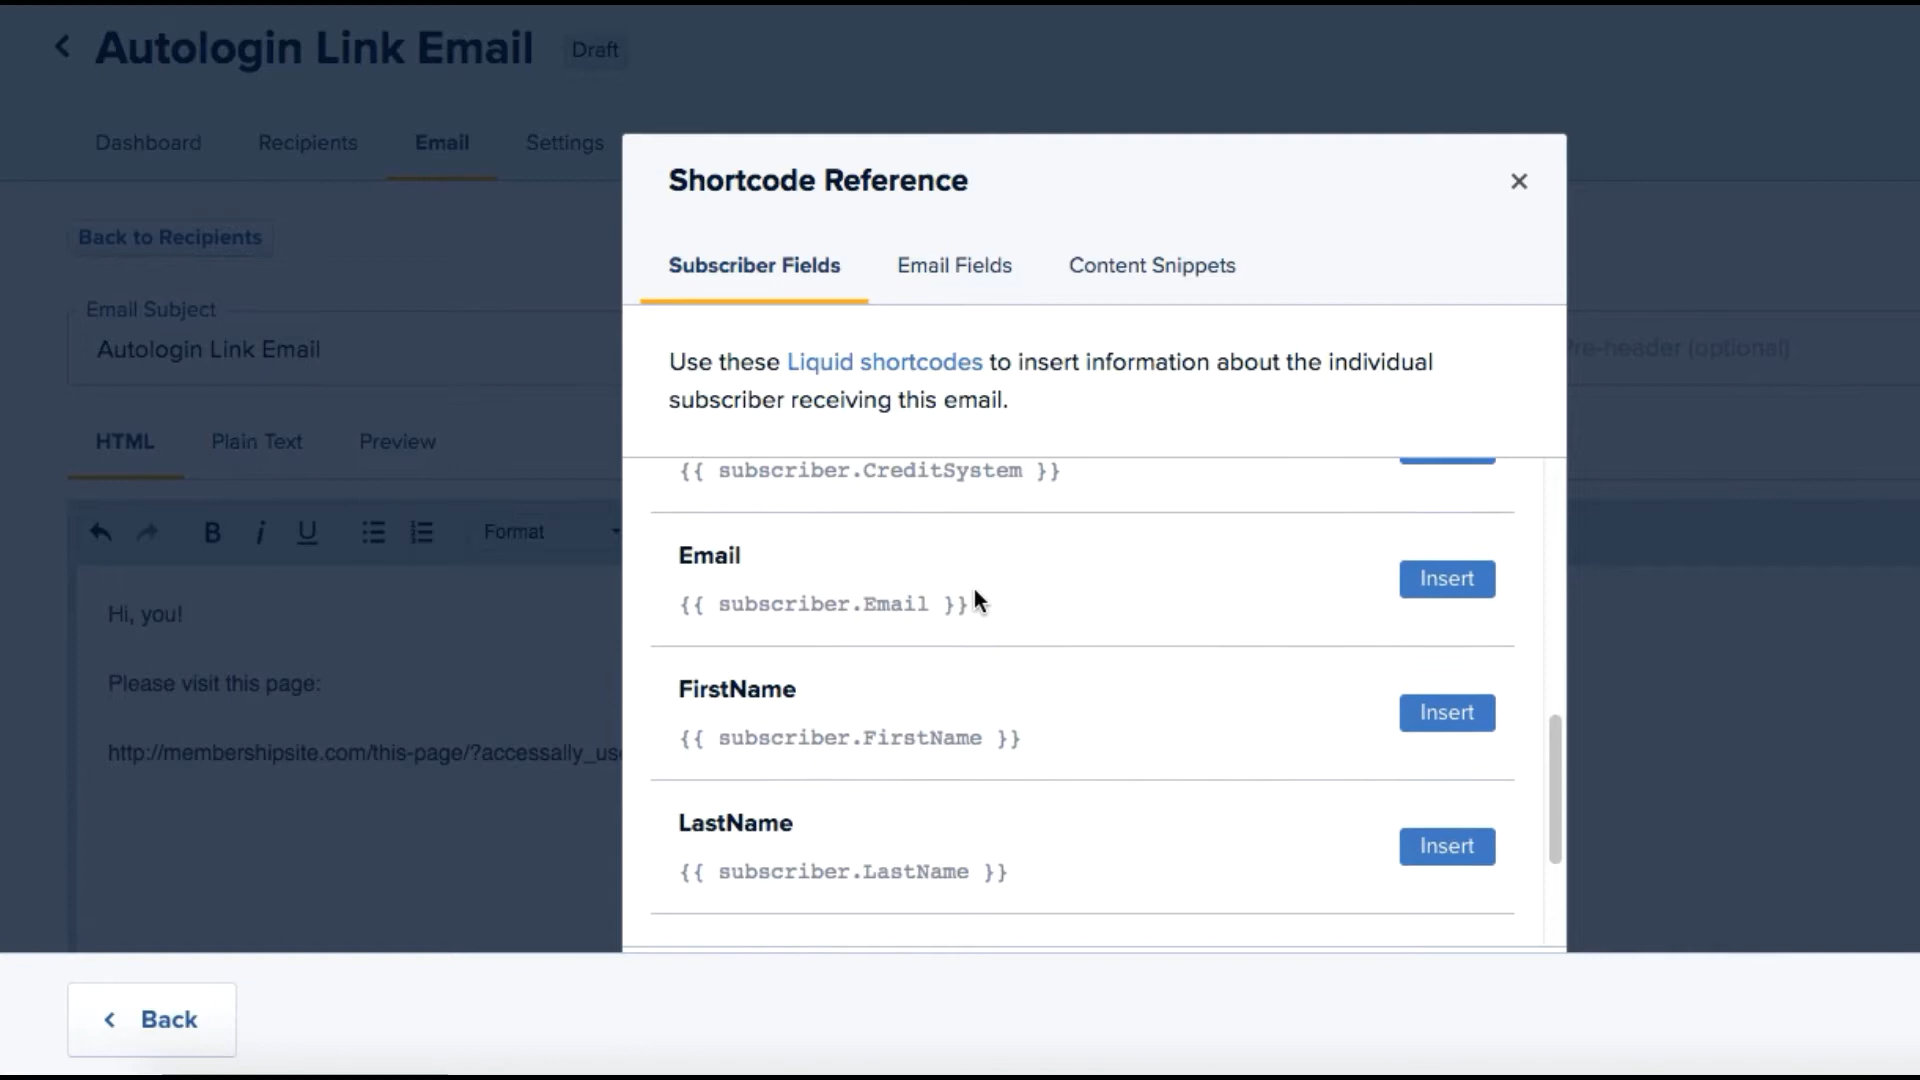 Autologin Link Email
Draft
Dashboard
Recipients
Email
Settings
Back to Recipients
Email Subject
Autologin Link Email
HTML
Plain Text
Preview
B i U
Format
Hi, you!
Please visit this page:
http://membershipsite.com/this-page/?accessally_us
Shortcode Reference
Subscriber Fields
Email Fields
Content Snippets
Use these Liquid shortcodes to insert information about the individual
subscriber receiving this email.
{{ subscriber.CreditSystem }}
Email
{{ subscriber.Email }}
Insert
FirstName
{{ subscriber.FirstName }}
Insert
LastName
{{ subscriber.LastName }}
Insert
re-header (optional)
Back